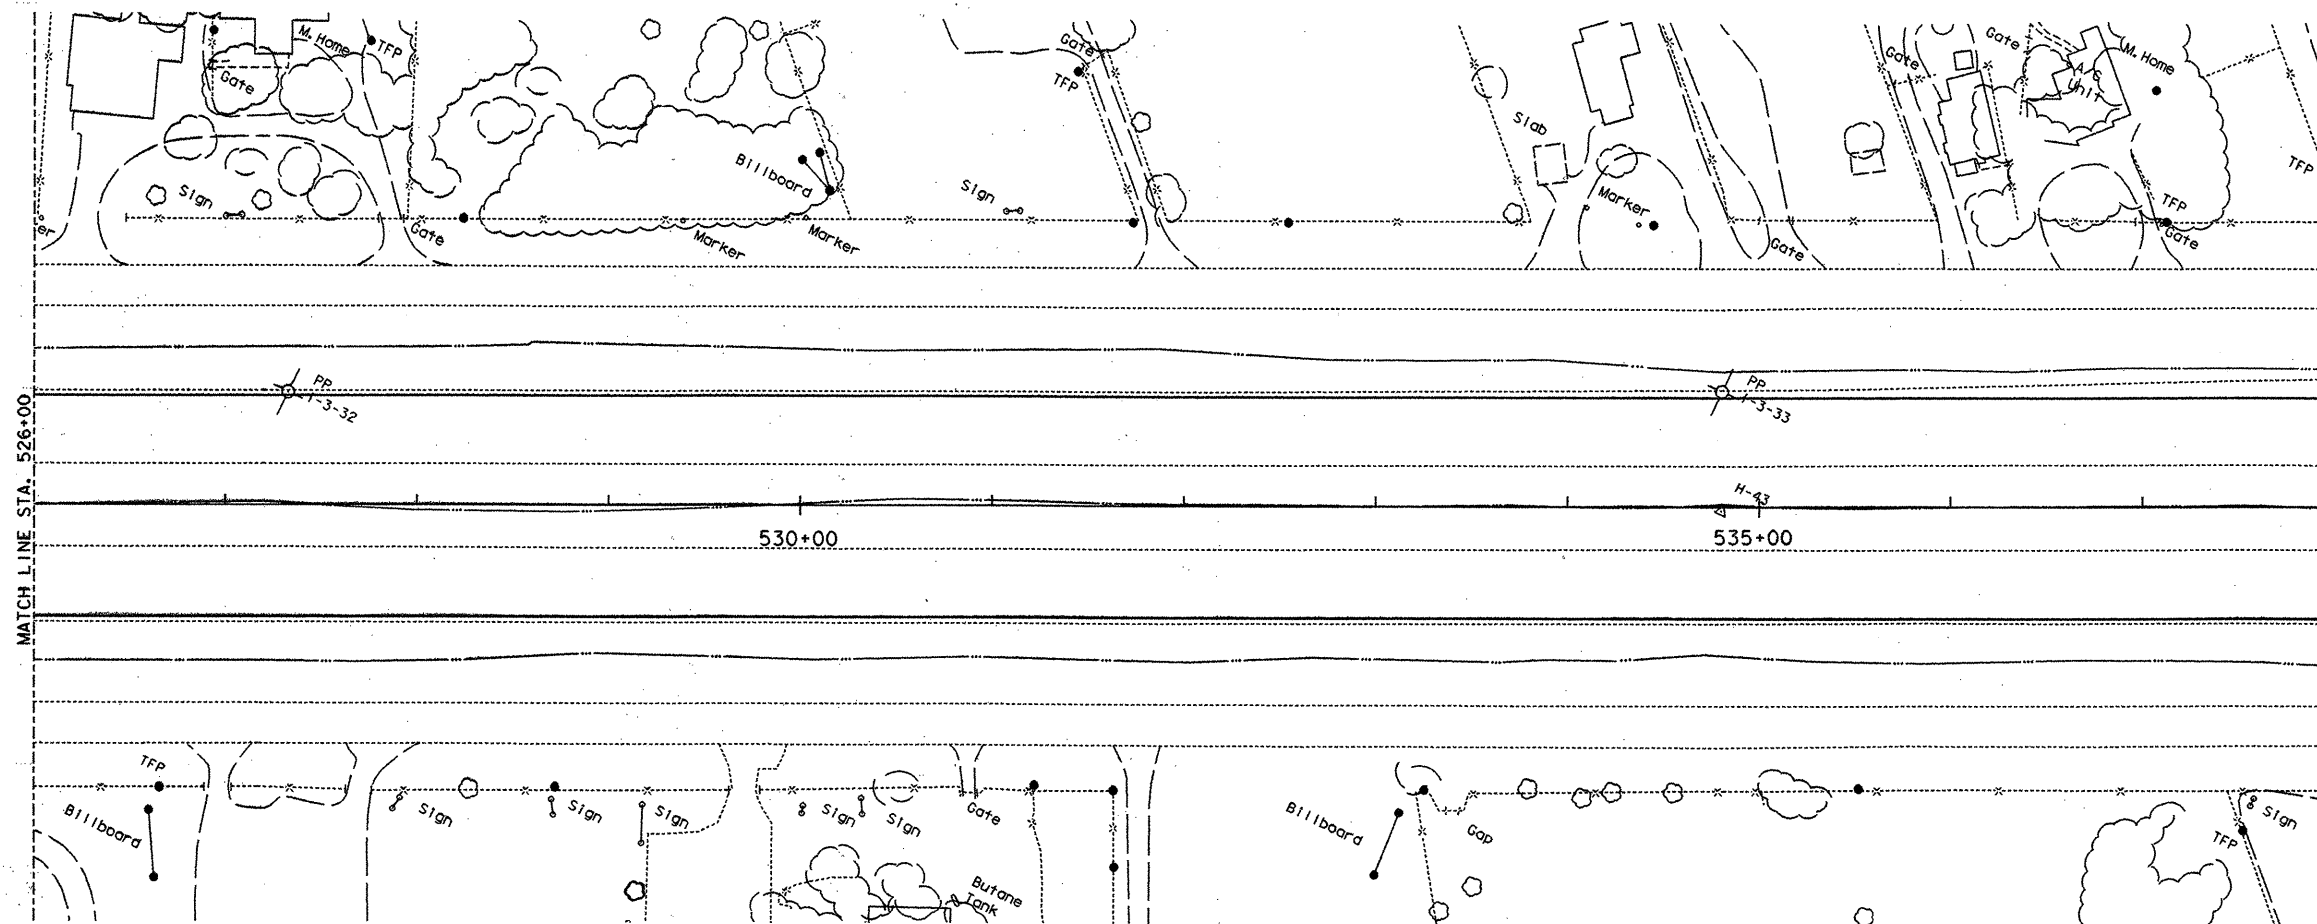 M. Home
TFP
Gate
Gate
TFP
Gate
Gate
M. Home
A/C
Unit
Slab
Billboard
Sign
Sign
Marker
TFP
TFP
er
Gate
Marker
Marker
Gate
Gate
PP
1-3-32
PP
1-3-33
MATCH LINE STA. 526+00
H-43
530+00
535+00
TFP
Billboard
Sign
Sign
Sign
Sign
Sign
Gate
Billboard
Gap
Sign
TFP
Butane
Tank